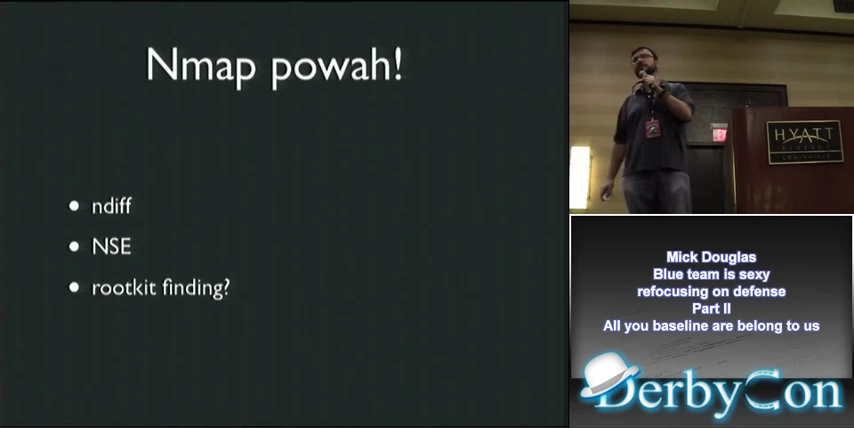 Nmap powah!
ndiff
NSE
rootkit finding?
HYATT
Mick Douglas
Blue team is sexy
refocusing on defense
Part II
All you baseline are belong to us
DerbyCon